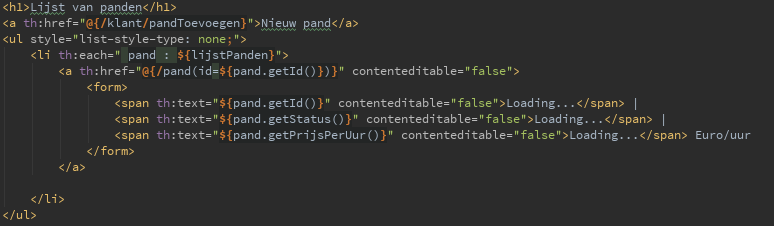 <h1>Lijst van panden</h1>
<a th:href="@{/klant/pandToevoegen}">Nieuw pand</a>
<ul style="list-style-type: none;">
<li th:each=" pand : ${lijstPanden}">
<a th:href="@{/pand(id=${pand.getId()})}" contenteditable="false">
<form>
<span th:text="${pand.getId()}" contenteditable="false">Loading...</span> |
<span th:text="${pand.getStatus()}" contenteditable="false">Loading...</span> |
<span th:text="${pand.getPrijsPerUur()}" contenteditable="false">Loading...</span> Euro/uur
</form>
</a>
</li>
</ul>